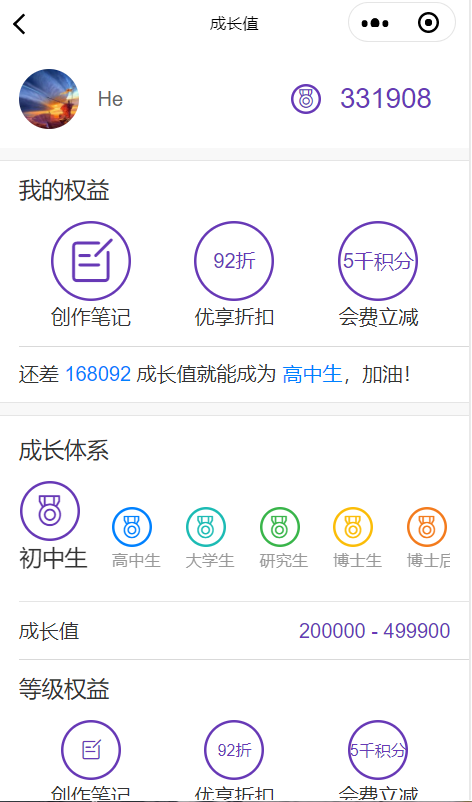 成长值
He 331908
我的权益
92折 5千积分
创作笔记 优享折扣 会费立减
还差 168092 成长值就能成为 高中生，加油！
成长体系
初中生 高中生 大学生 研究生 博士生 博士后
成长值 200000 - 499900
等级权益
92折 5千积分
创作笔记 优享折扣 会费立减